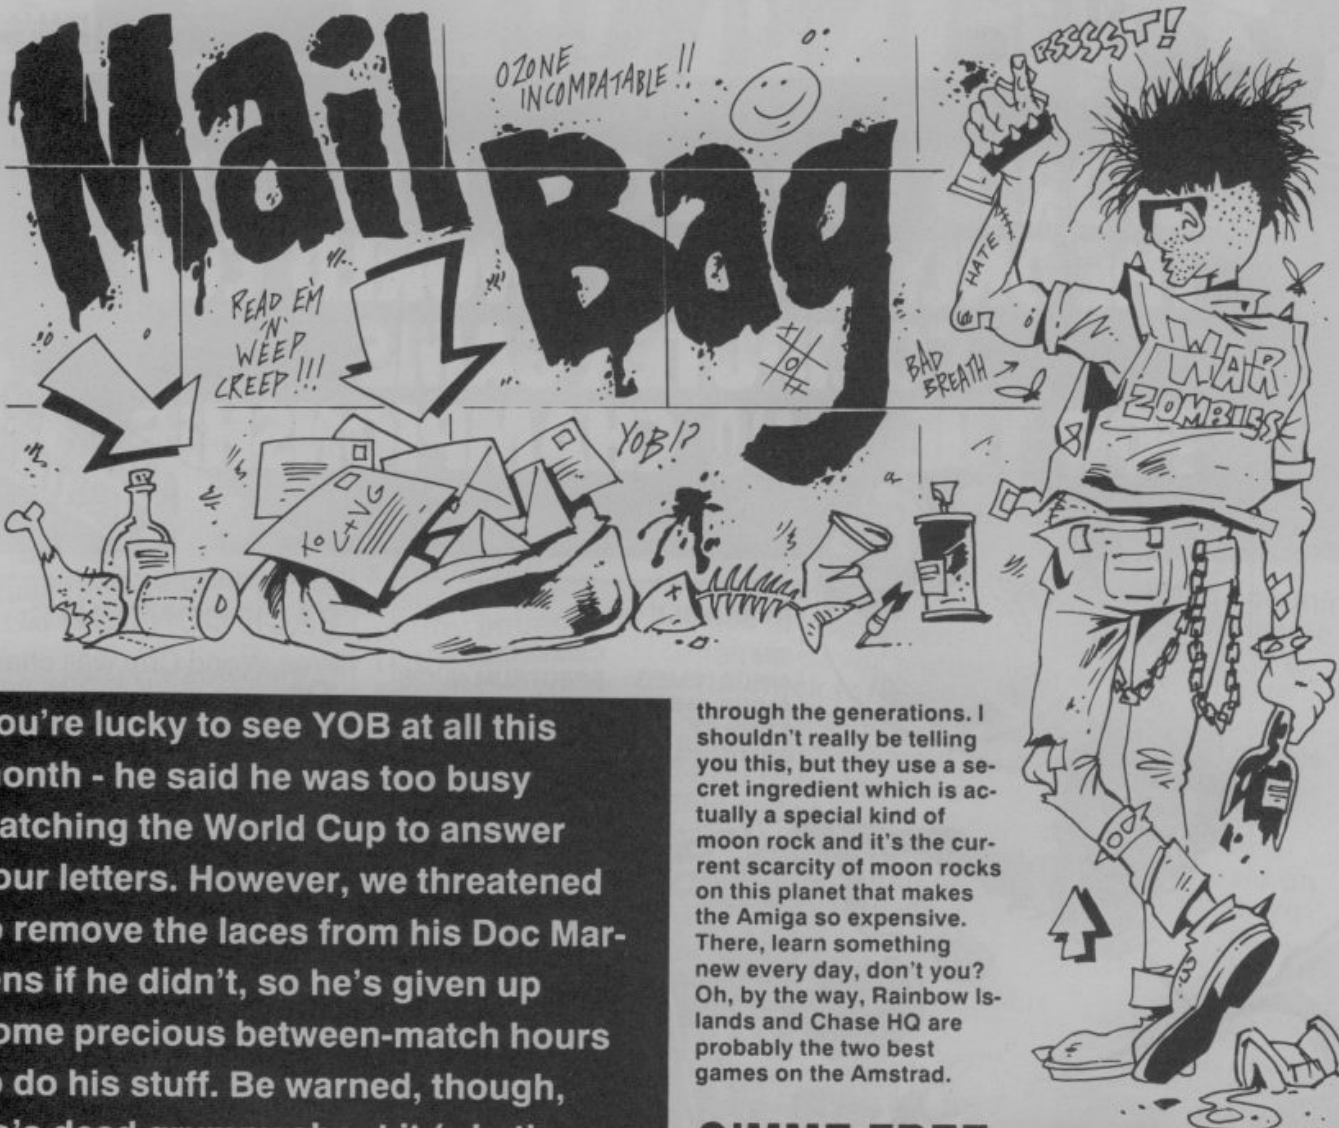 Mail
Bag
OZONE
INCOMPATABLE!!
PSSSST!
HATE
READ EM
'N'
WEEP
CREEP!!!
BAD
BREATH
WAR
ZOMBIES
YOB!?
TO
C+VG
ou're lucky to see YOB at all this
onth - he said he was too busy
atching the World Cup to answer
our letters. However, we threatened
o remove the laces from his Doc Mar-
ens if he didn't, so he's given up
ome precious between-match hours
o do his stuff. Be warned, though,
through the generations. I
shouldn't really be telling
you this, but they use a se-
cret ingredient which is ac-
tually a special kind of
moon rock and it's the cur-
rent scarcity of moon rocks
on this planet that makes
the Amiga so expensive.
There, learn something
new every day, don't you?
Oh, by the way, Rainbow Is-
lands and Chase HQ are
probably the two best
games on the Amstrad.